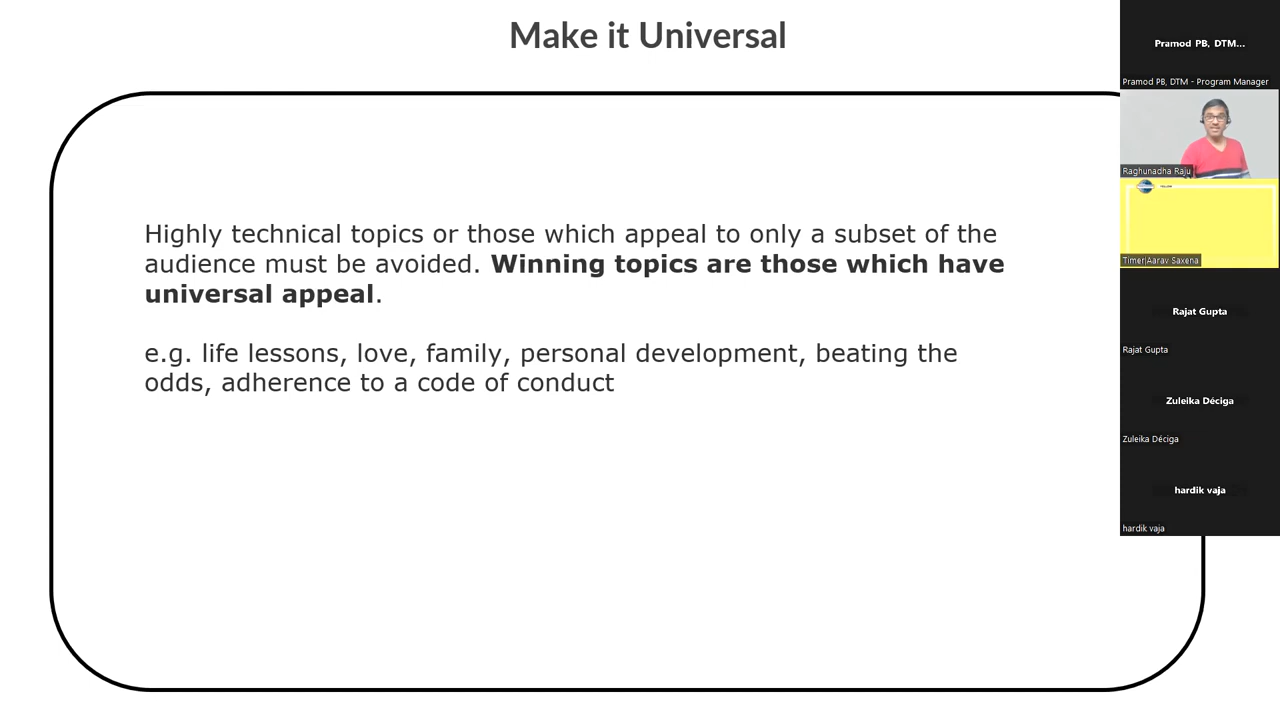 Make it Universal
Highly technical topics or those which appeal to only a subset of the
audience must be avoided. Winning topics are those which have
universal appeal.
e.g. life lessons, love, family, personal development, beating the
odds, adherence to a code of conduct
Pramod PB, DTM...
Pramod PB, DTM - Program Manager
Raghunadha Raju
Timer|Aarav Saxena
Rajat Gupta
Rajat Gupta
Zuleika Déciga
Zuleika Déciga
hardik vaja
hardik vaja